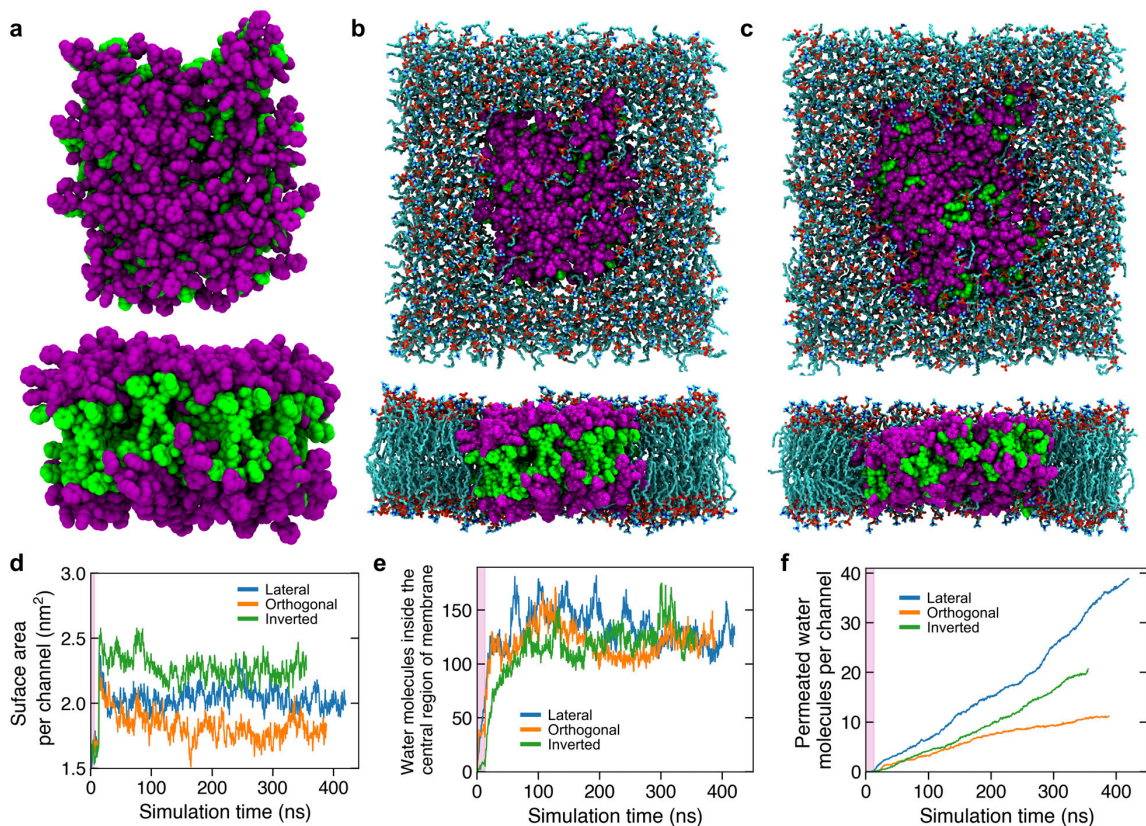 a
b
c
d
Suface area
per channel (nm²)
3.0
2.5
2.0
1.5
Lateral
Orthogonal
Inverted
0
100
200
300
400
Simulation time (ns)
e
Water molecules inside the
central region of membrane
150
100
50
0
Lateral
Orthogonal
Inverted
0
100
200
300
400
Simulation time (ns)
f
Permeated water
molecules per channel
40
30
20
10
0
Lateral
Orthogonal
Inverted
0
100
200
300
400
Simulation time (ns)